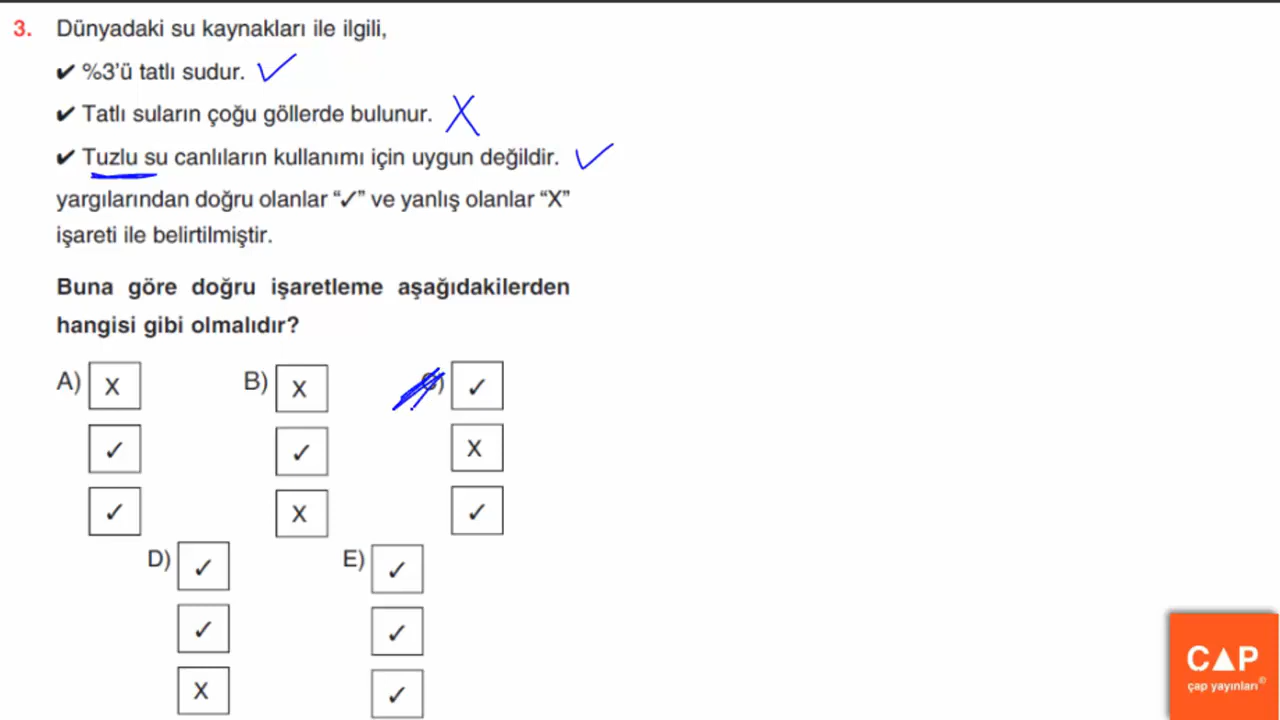 3. Dünyadaki su kaynakları ile ilgili,
✔ %3'ü tatlı sudur. ✓
✔ Tatlı suların çoğu göllerde bulunur. X
✔ Tuzlu su canlıların kullanımı için uygun değildir. ✓
yargılarından doğru olanlar “✓” ve yanlış olanlar “X”
işareti ile belirtilmiştir.
Buna göre doğru işaretleme aşağıdakilerden
hangisi gibi olmalıdır?
A) X
✓
✓
B) X
✓
X
C) ✓
X
✓
D) ✓
✓
X
E) ✓
✓
✓
CAP
çap yayınları©